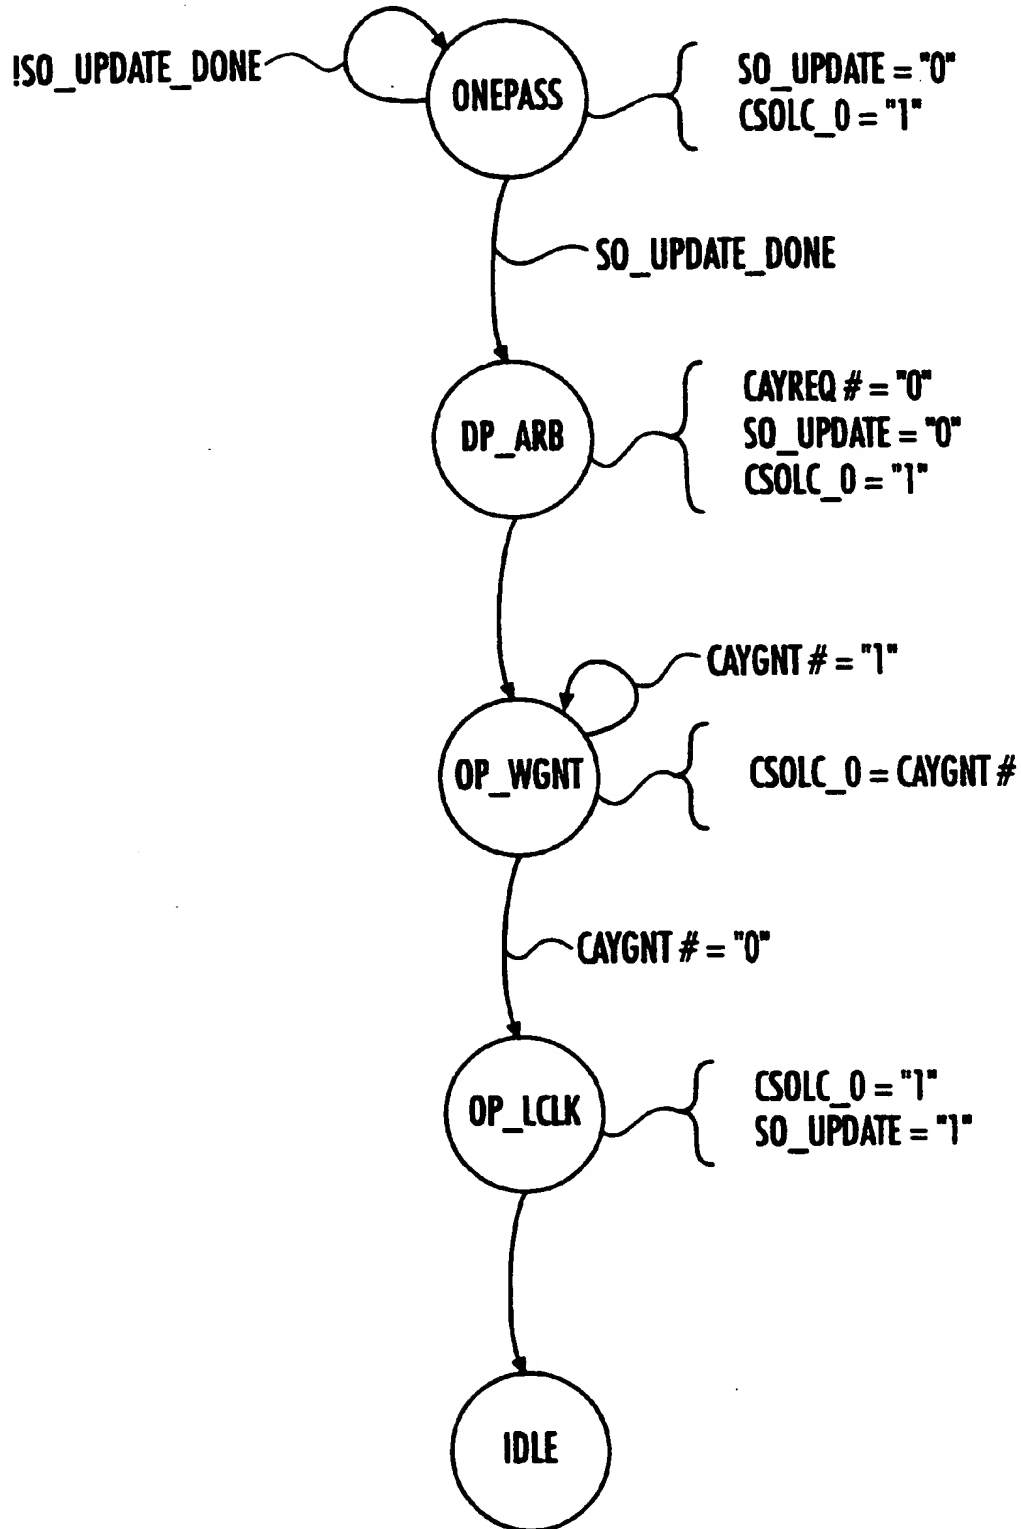 !SO_UPDATE_DONE
ONEPASS
SO_UPDATE = "0"
CSOLC_0 = "1"
SO_UPDATE_DONE
DP_ARB
CAYREQ # = "0"
SO_UPDATE = "0"
CSOLC_0 = "1"
CAYGNT # = "1"
OP_WGNT
CSOLC_0 = CAYGNT #
CAYGNT # = "0"
OP_LCLK
CSOLC_0 = "1"
SO_UPDATE = "1"
IDLE